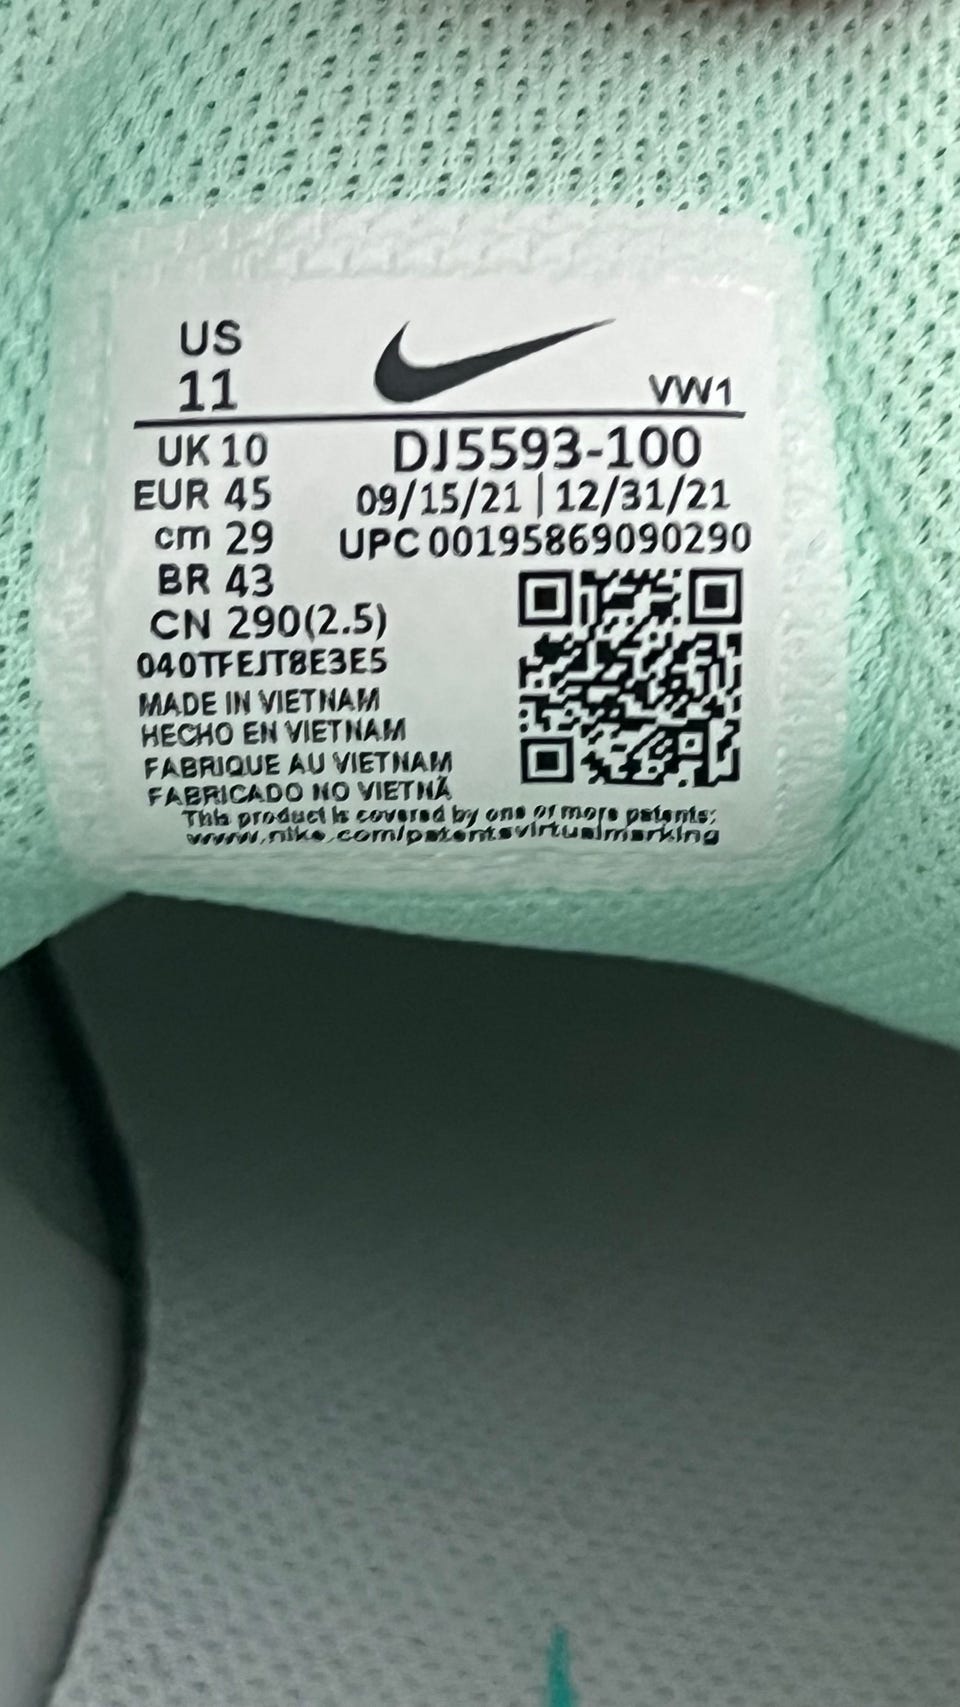 US
11
VW1
UK 10
DJ5593-100
EUR 45
09/15/21 | 12/31/21
cm 29
UPC 00195869090290
BR 43
CN 290(2.5)
040TFEJT8E3E5
MADE IN VIETNAM
HECHO EN VIETNAM
FABRIQUE AU VIETNAM
FABRICADO NO VIETNÃ
This product is covered by one or more patents:
www.nike.com/patentsvirtualmarking